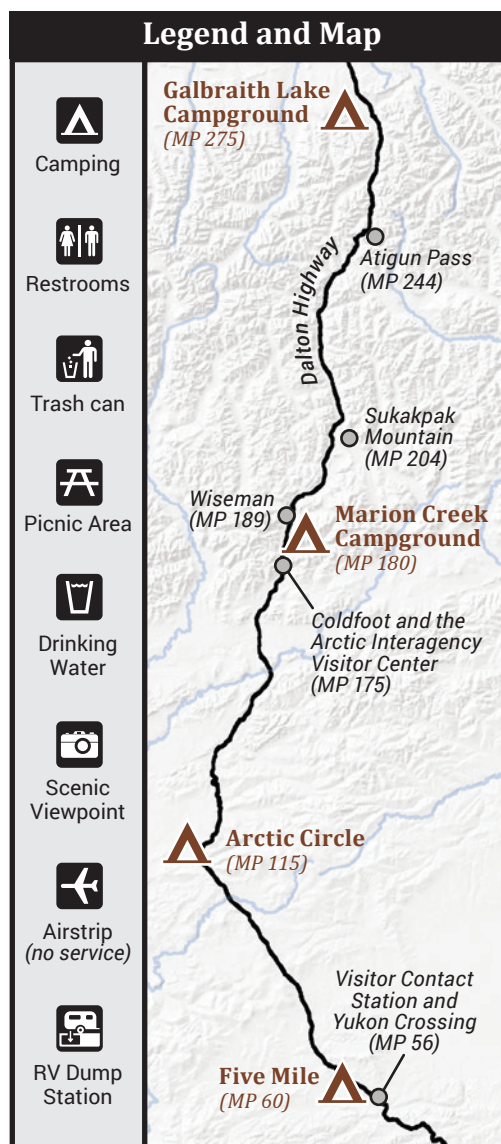 Legend and Map
Camping
Restrooms
Trash can
Picnic Area
Drinking
Water
Scenic
Viewpoint
Airstrip
(no service)
RV Dump
Station
Galbraith Lake
Campground
(MP 275)
Atigun Pass
(MP 244)
Dalton Highway
Sukakpak
Mountain
(MP 204)
Wiseman
(MP 189)
Marion Creek
Campground
(MP 180)
Coldfoot and the
Arctic Interagency
Visitor Center
(MP 175)
Arctic Circle
(MP 115)
Visitor Contact
Station and
Yukon Crossing
(MP 56)
Five Mile
(MP 60)